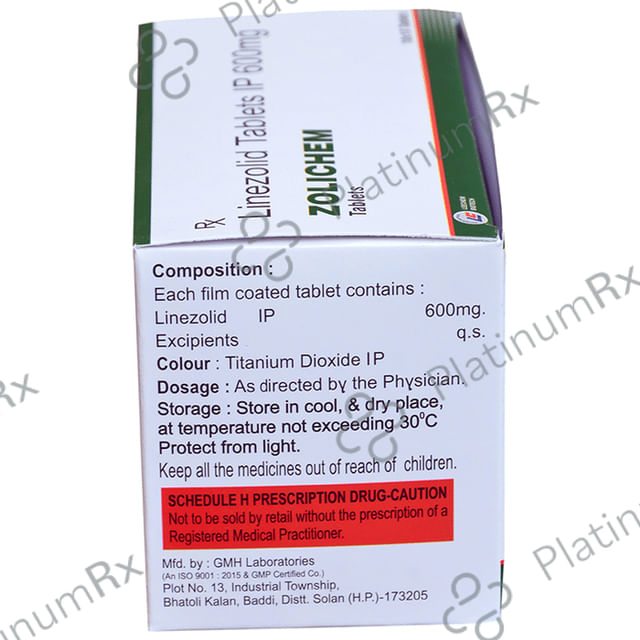 Rx
Linezolid Tablets IP 600mg
ZOLICHEM
Tablets
Composition :
Each film coated tablet contains :
Linezolid IP 600mg.
Excipients q.s.
Colour : Titanium Dioxide IP
Dosage : As directed by the Physician.
Storage : Store in cool, & dry place,
at temperature not exceeding 30°C
Protect from light.
Keep all the medicines out of reach of children.
SCHEDULE H PRESCRIPTION DRUG-CAUTION
Not to be sold by retail without the prescription of a
Registered Medical Practitioner.
Mfd. by : GMH Laboratories
(An ISO 9001 : 2015 & GMP Certified Co.)
Plot No. 13, Industrial Township,
Bhatoli Kalan, Baddi, Distt. Solan (H.P.)-173205
PlatinumRx
PlatinumRx
PlatinumRx
PlatinumRx